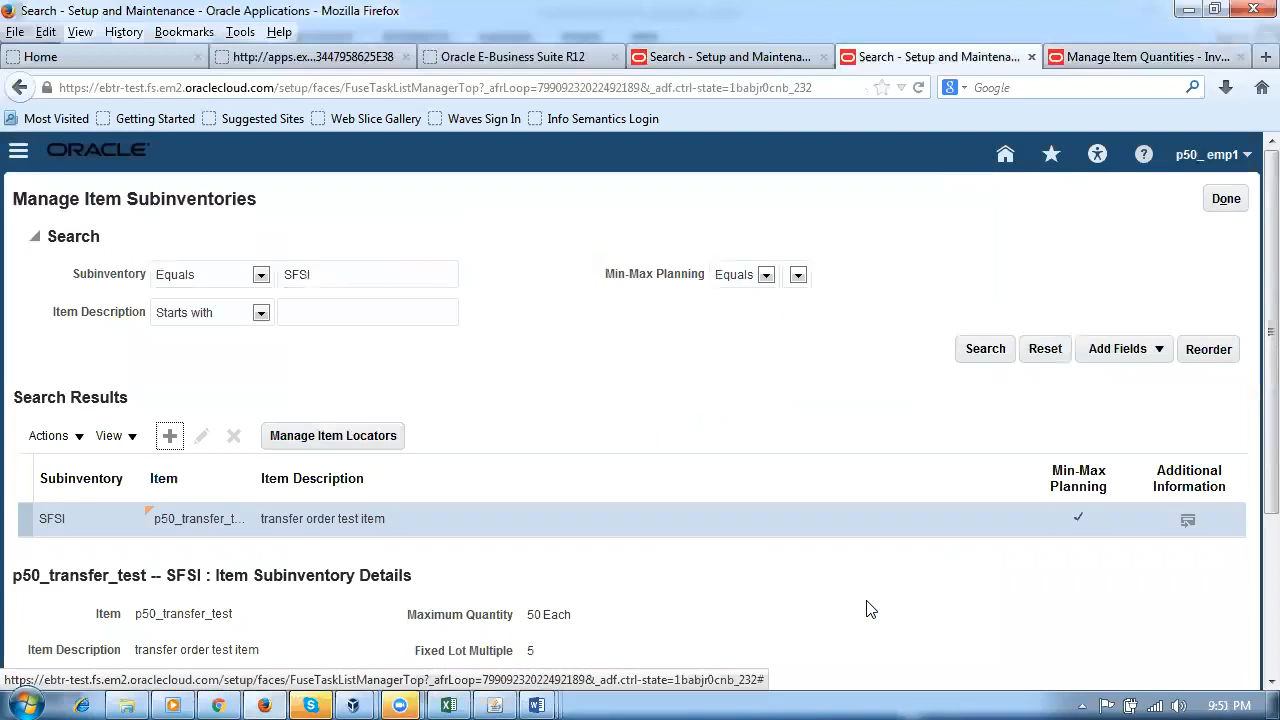 Search - Setup and Maintenance - Oracle Applications - Mozilla Firefox
File Edit View History Bookmarks Tools Help
Home
http://apps.ex...3447958625E38
Oracle E-Business Suite R12
Search - Setup and Maintena...
Search - Setup and Maintena...
Manage Item Quantities - Inv...
https://ebtr-test.fs.em2.oraclecloud.com/setup/faces/FuseTaskListManagerTop?_afrLoop=79909232022492189&_adf.ctrl-state=1babjr0cnb_232
Google
Most Visited Getting Started Suggested Sites Web Slice Gallery Waves Sign In Info Semantics Login
ORACLE
p50_ emp1
Manage Item Subinventories
Done
Search
Subinventory Equals SFSI Min-Max Planning Equals
Item Description Starts with
Search Reset Add Fields Reorder
Search Results
Actions View Manage Item Locators
Subinventory Item Item Description Min-Max Planning Additional Information
SFSI p50_transfer_t... transfer order test item
p50_transfer_test -- SFSI : Item Subinventory Details
Item p50_transfer_test Maximum Quantity 50 Each
Item Description transfer order test item Fixed Lot Multiple 5
https://ebtr-test.fs.em2.oraclecloud.com/setup/faces/FuseTaskListManagerTop?_afrLoop=79909232022492189&_adf.ctrl-state=1babjr0cnb_232#
9:51 PM